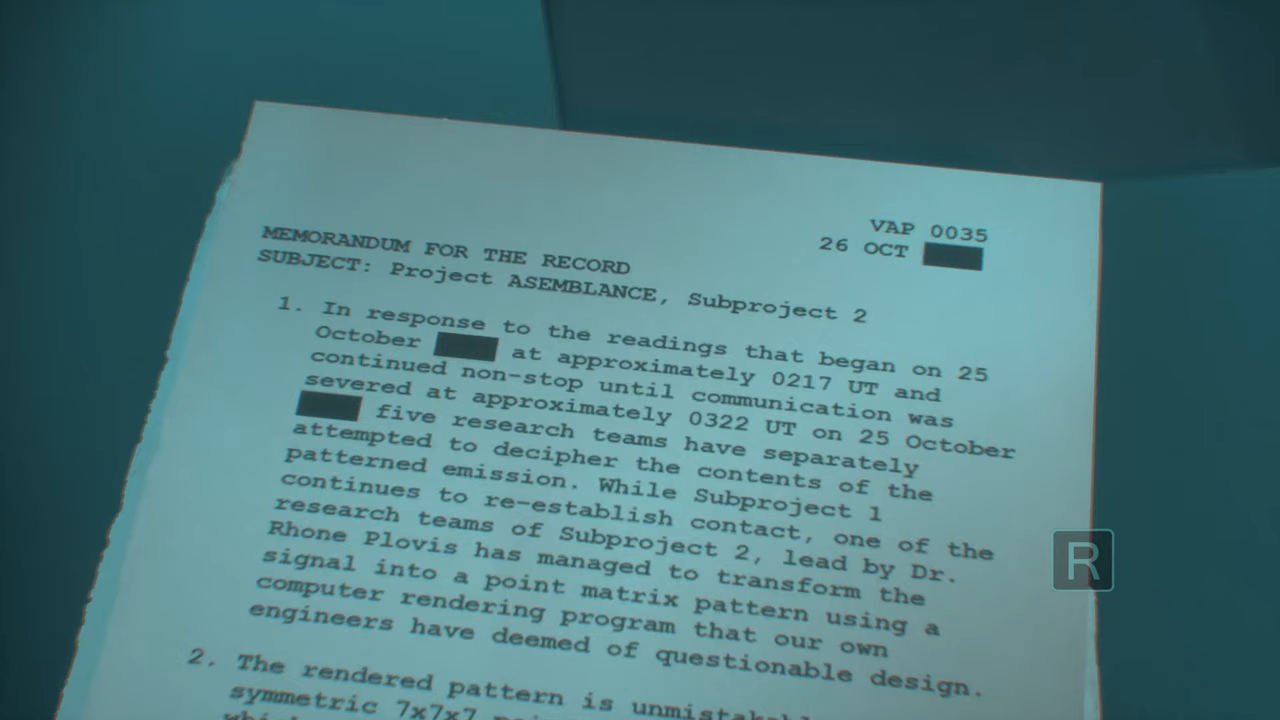 VAP 0035
26 OCT
MEMORANDUM FOR THE RECORD
SUBJECT: Project ASEMBLANCE, Subproject 2
1. In response to the readings that began on 25
October at approximately 0217 UT and
continued non-stop until communication was
severed at approximately 0322 UT on 25 October
five research teams have separately
attempted to decipher the contents of the
patterned emission. While Subproject 1
continues to re-establish contact, one of the
research teams of Subproject 2, lead by Dr.
Rhone Plovis has managed to transform the
signal into a point matrix pattern using a
computer rendering program that our own
engineers have deemed of questionable design.
R
2. The rendered pattern is
symmetric 7x7x7